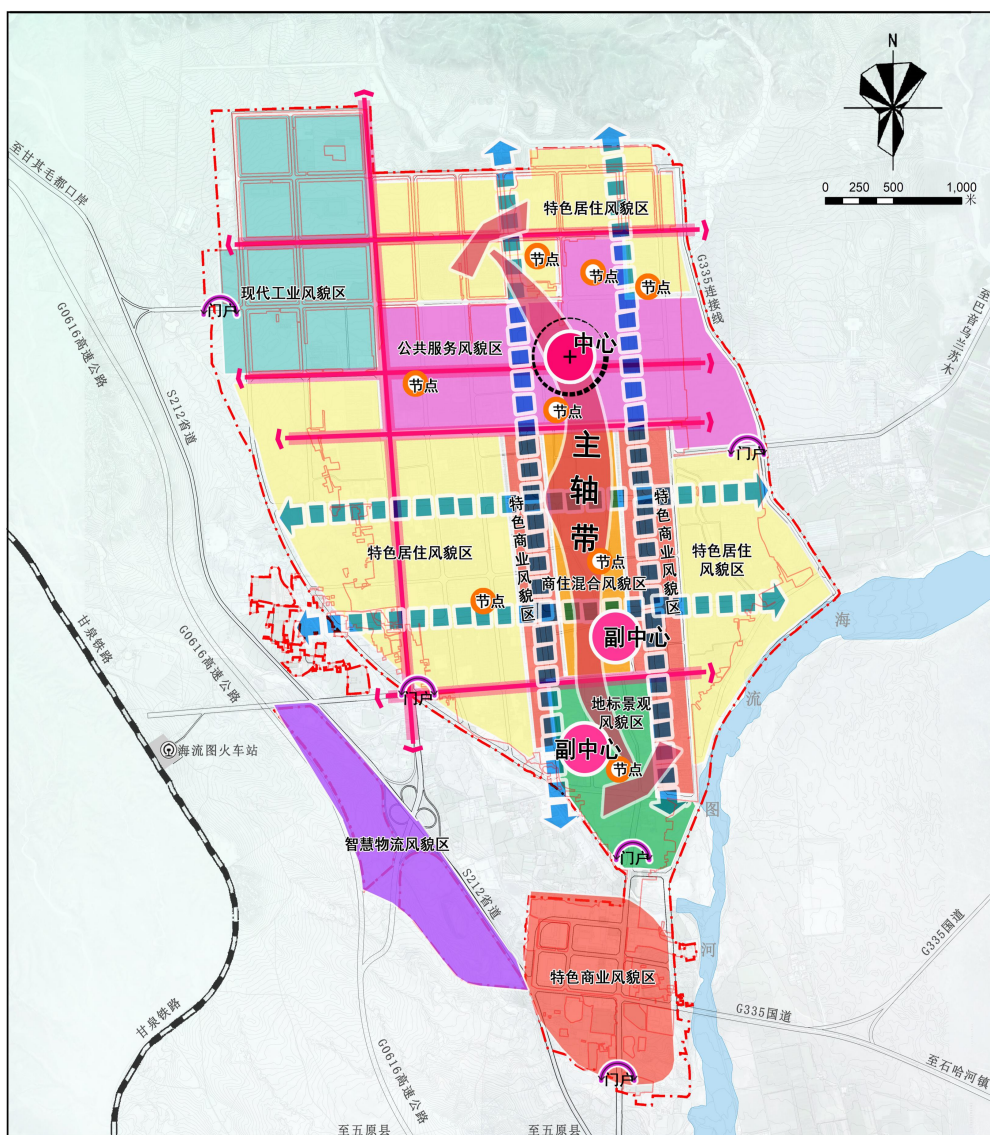 N
0 250 500 1,000
米
至甘其毛都口岸
G0616高速公路
S212省道
G335连接线
至巴音乌兰苏木
特色居住风貌区
节点
节点
节点
现代工业风貌区
门户
公共服务风貌区
中心
节点
节点
主轴带
门户
特色商业风貌区
特色商业风貌区
特色居住风貌区
特色居住
风貌区
节点
商住混合风貌区
节点
副中心
海流图河
甘泉铁路
G0616高速公路
门户
地标景观
风貌区
副中心
节点
海流图火车站
智慧物流风貌区
S212省道
门户
特色商业风貌区
G335国道
G335国道
甘泉铁路
G0616高速公路
门户
至石哈河镇
至五原县
至五原县